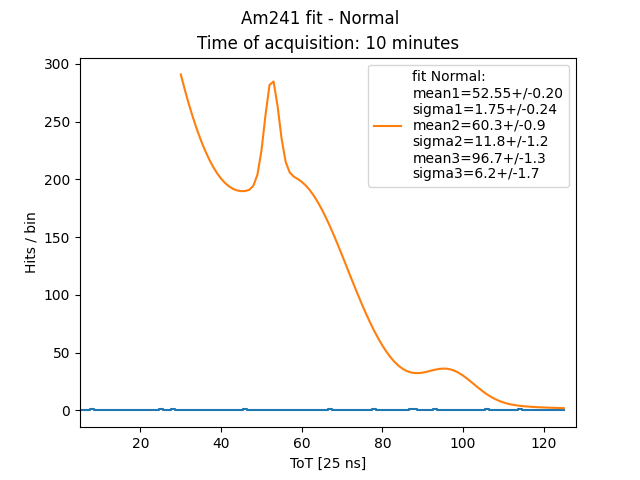 Am241 fit - Normal
Time of acquisition: 10 minutes
300
250
200
150
100
50
0
Hits / bin
fit Normal:
mean1=52.55+/-0.20
sigma1=1.75+/-0.24
mean2=60.3+/-0.9
sigma2=11.8+/-1.2
mean3=96.7+/-1.3
sigma3=6.2+/-1.7
20 40 60 80 100 120
ToT [25 ns]